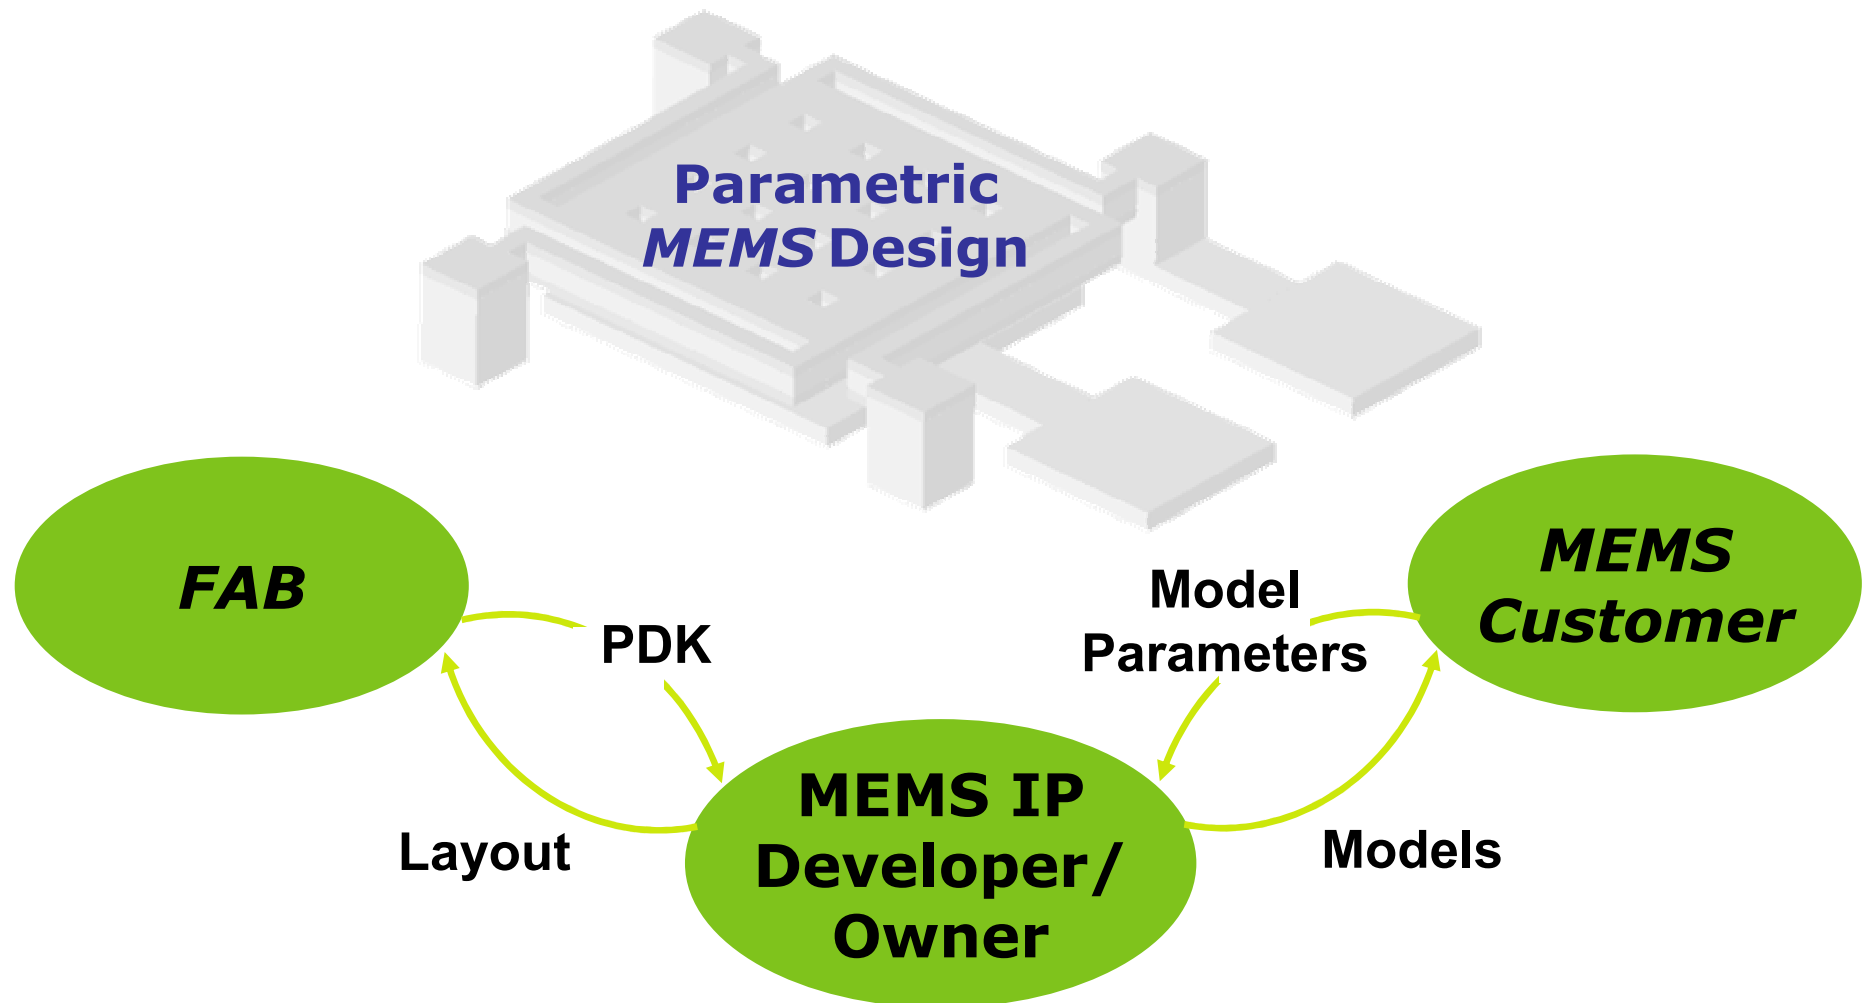 Parametric
MEMS Design
FAB
PDK
Layout
MEMS IP
Developer/
Owner
Model
Parameters
Models
MEMS
Customer